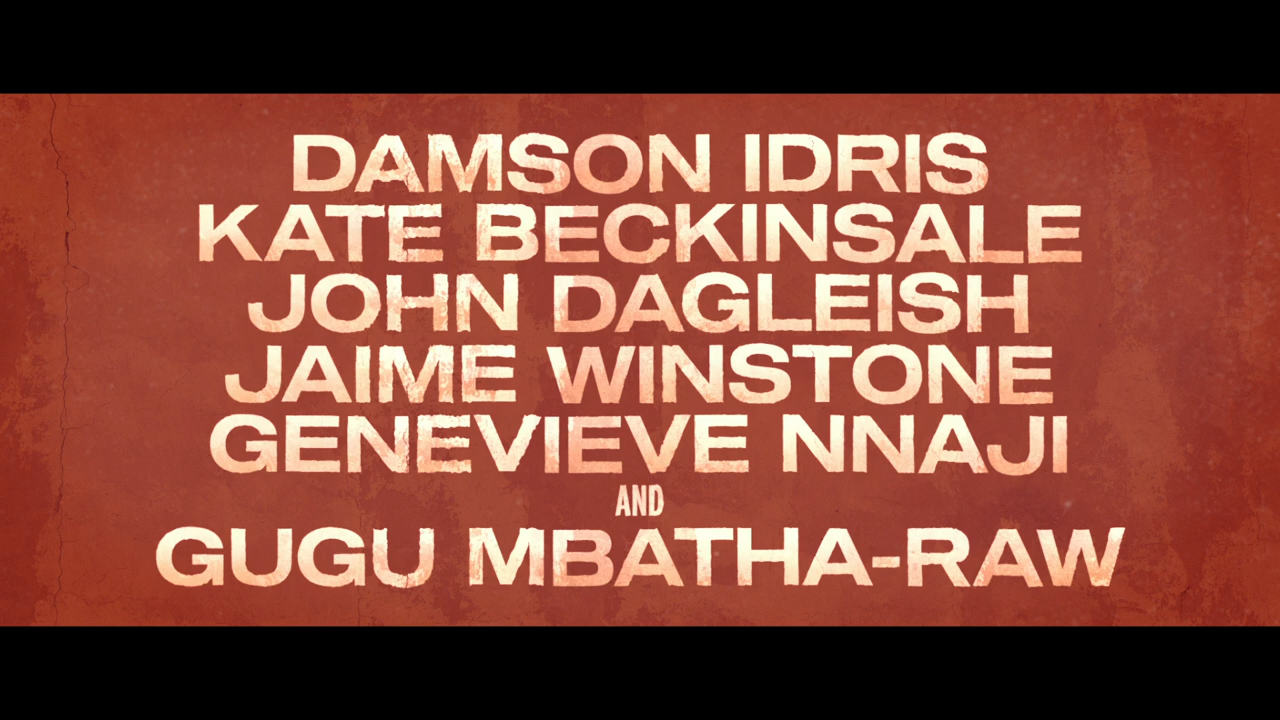 DAMSON IDRIS
KATE BECKINSALE
JOHN DAGLEISH
JAIME WINSTONE
GENEVIEVE NNAJI
AND
GUGU MBATHA-RAW